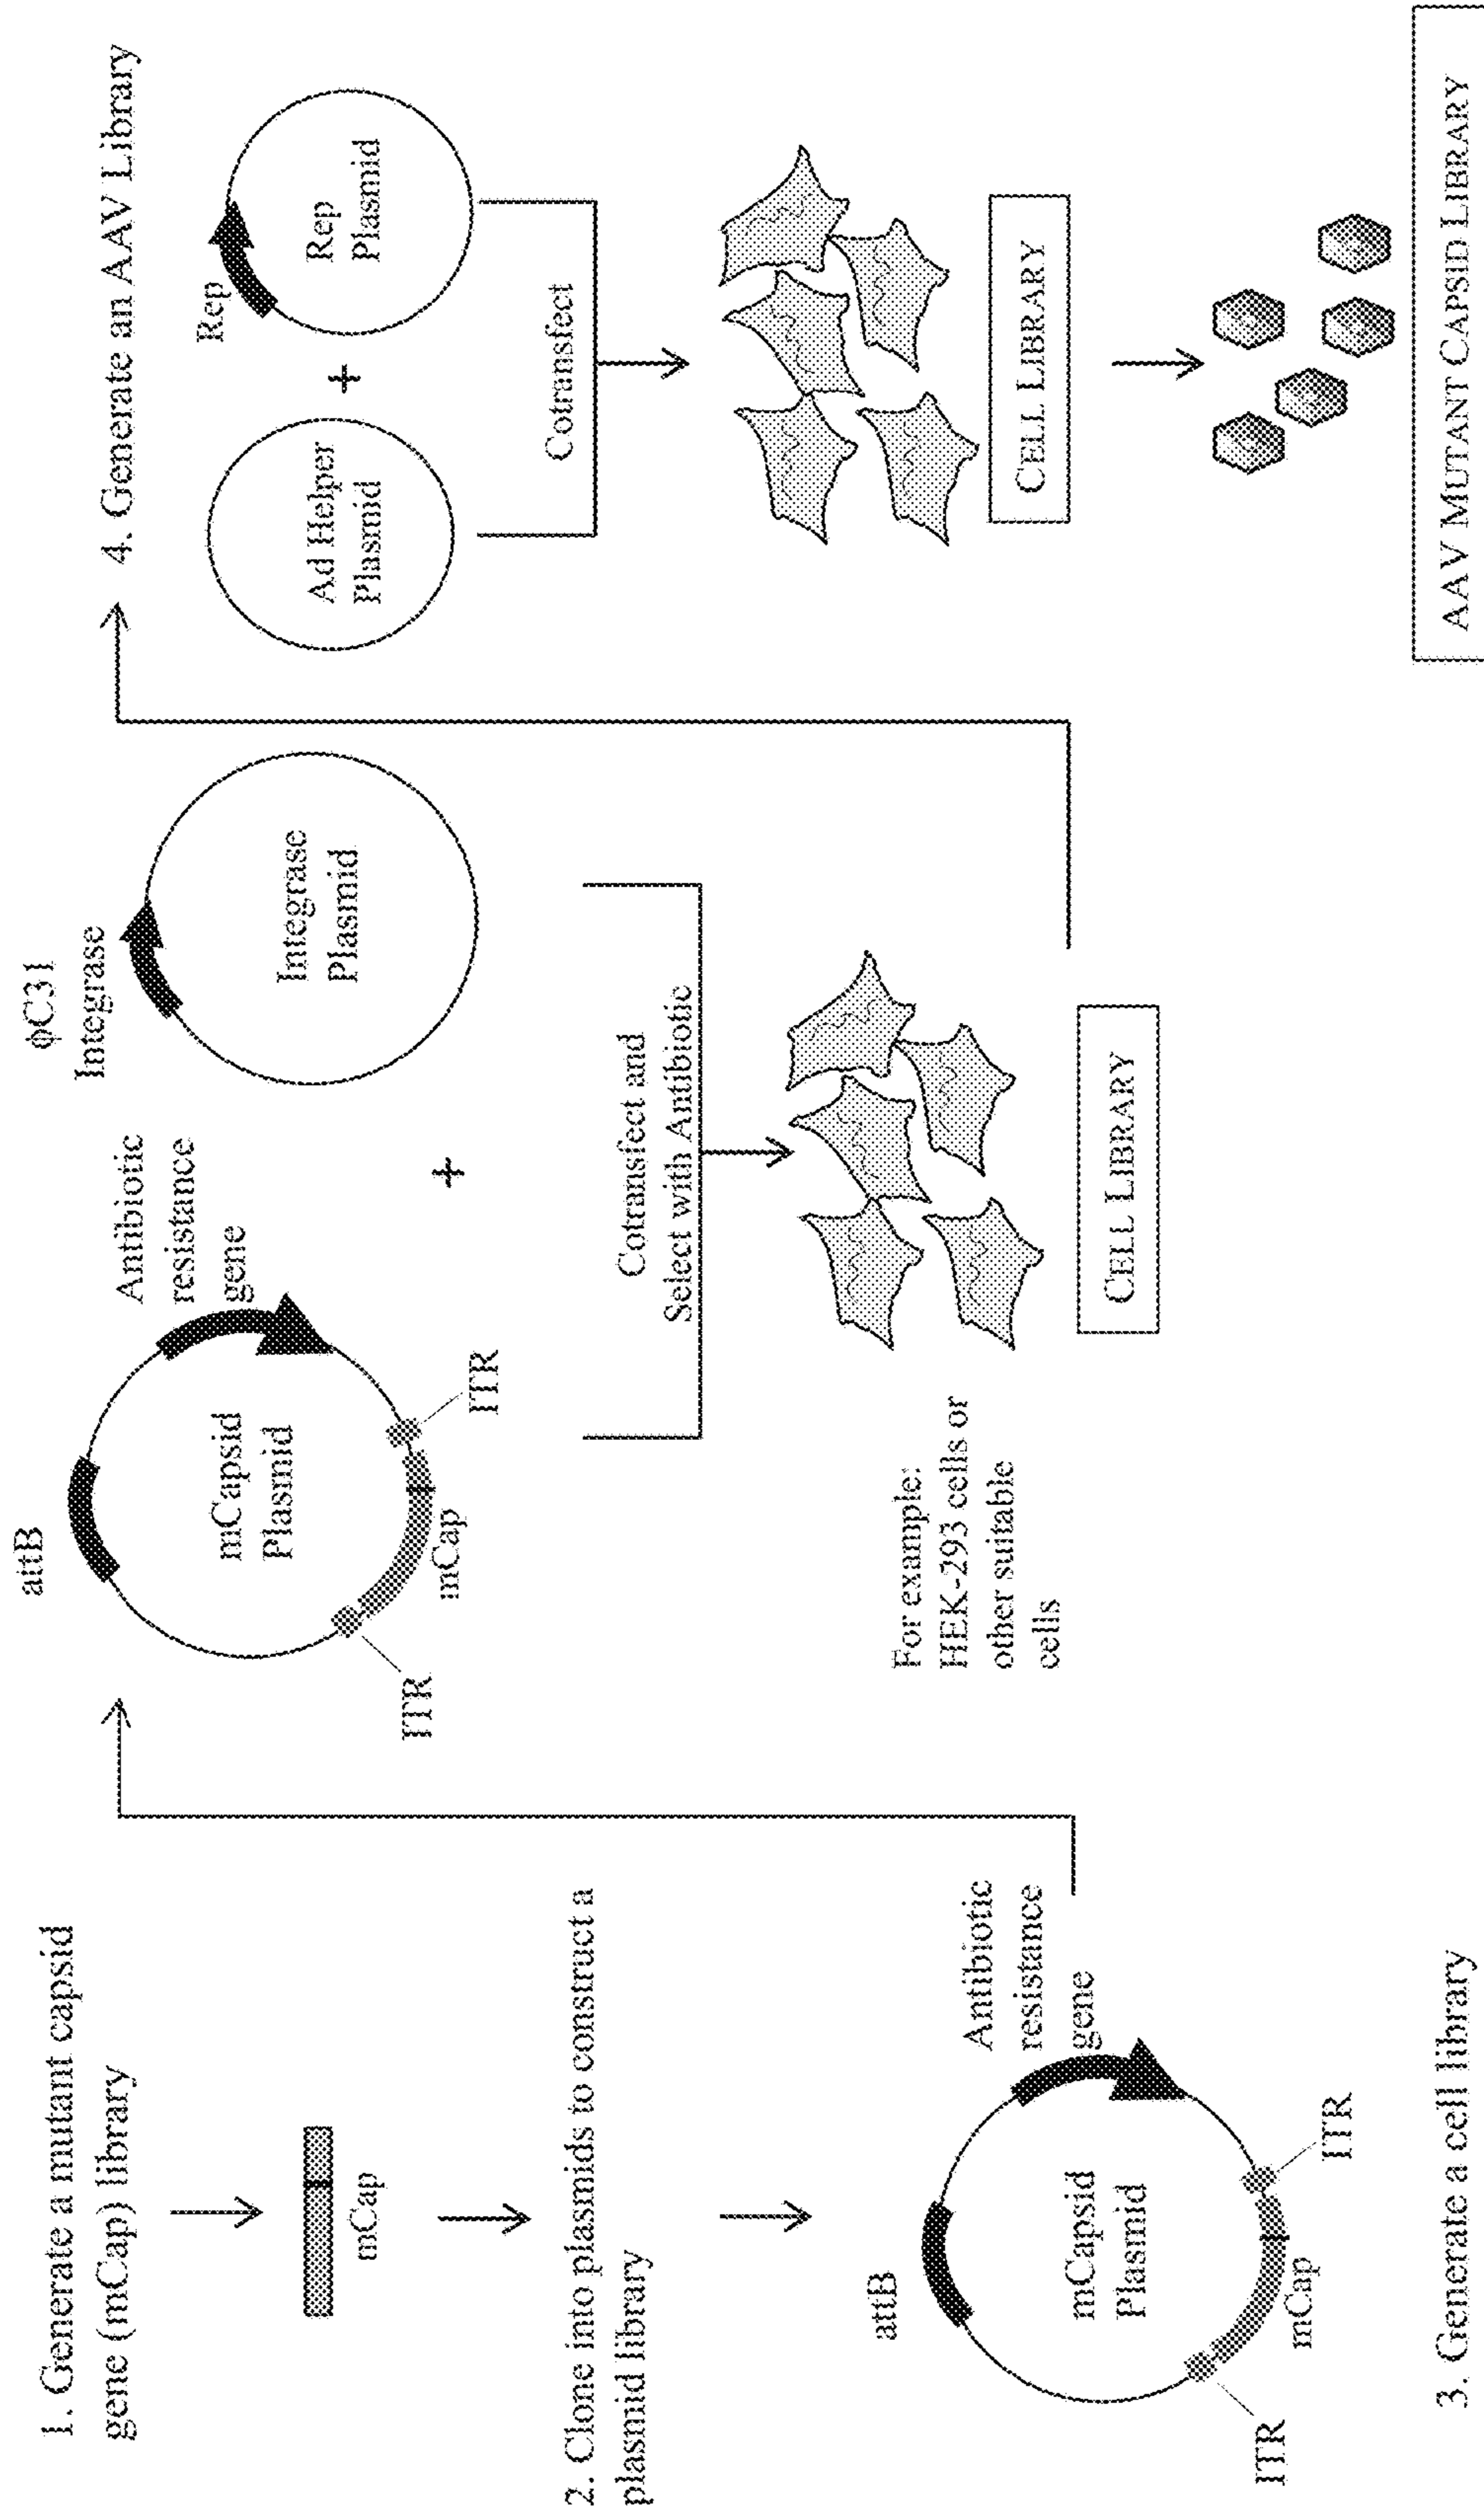 1. Generate a mutant capsid
gene (mCap) library
mCap
2. Clone into plasmids to construct a
plasmid library
attB
Antibiotic
resistance
gene
mCapsid
Plasmid
ITR
mCap
ITR
3. Generate a cell library
attB
Antibiotic
resistance
gene
mCapsid
Plasmid
ITR
mCap
ITR
+
ϕC31
Integrase
Integrase
Plasmid
Cotransfect and
Select with Antibiotic
For example:
HEK-293 cells or
other suitable
cells
CELL LIBRARY
4. Generate an AAV Library
Ad Helper
Plasmid
+
Rep
Rep
Plasmid
Cotransfect
CELL LIBRARY
AAV MUTANT CAPSID LIBRARY